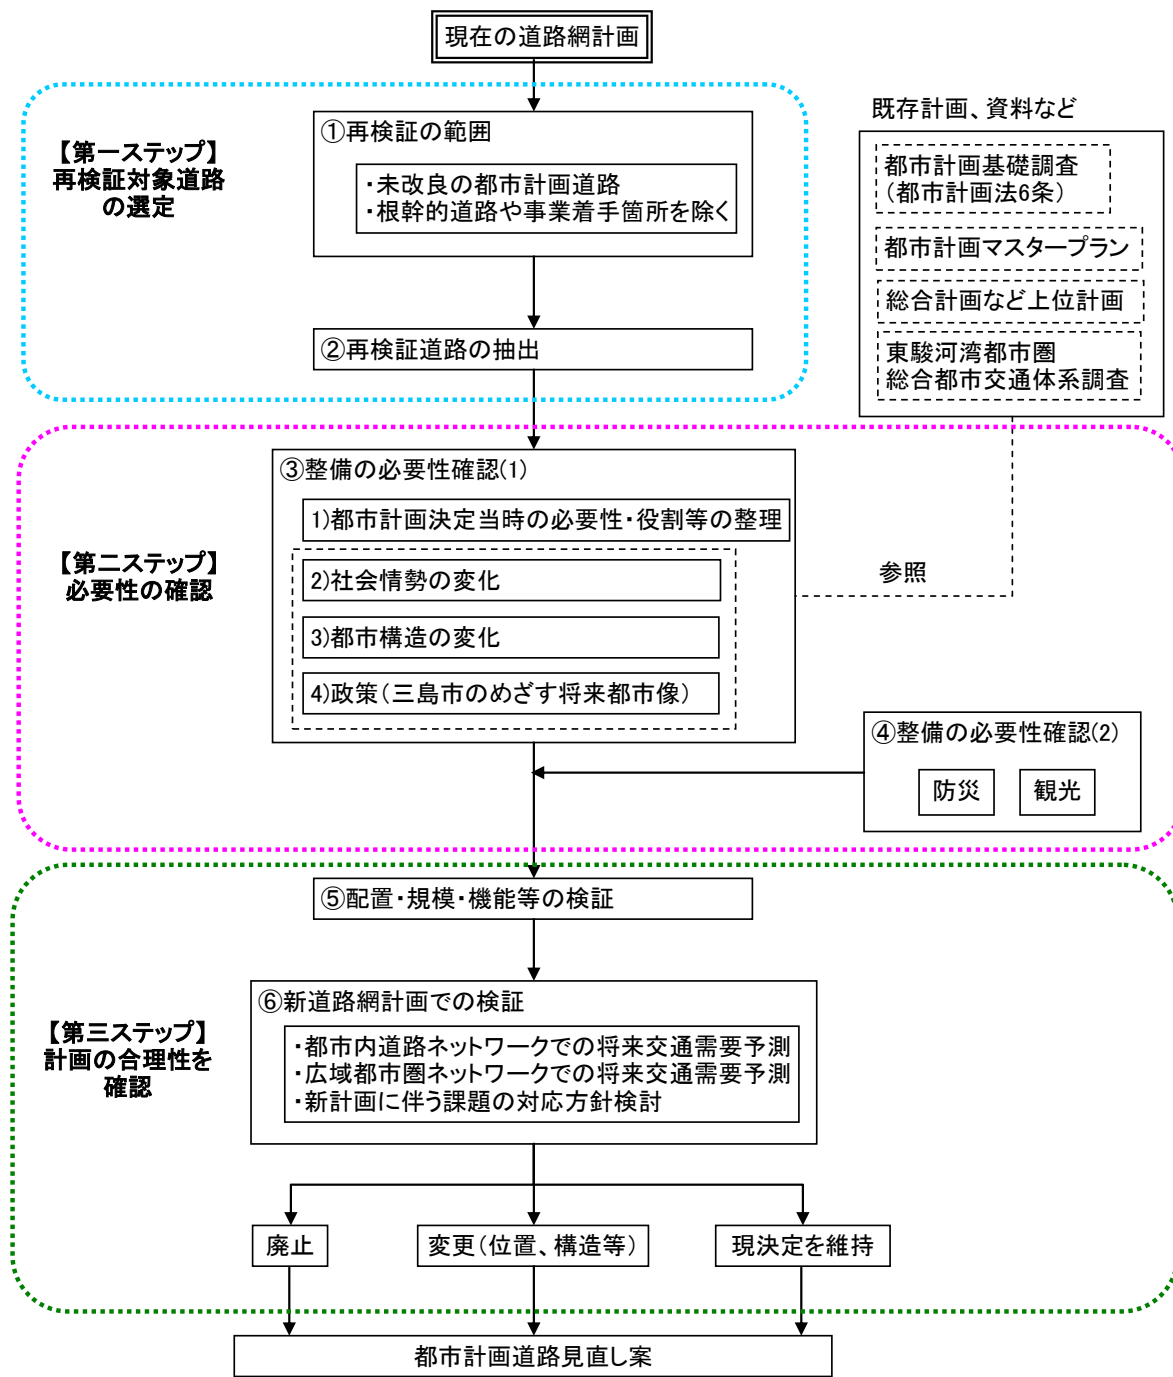 現在の道路網計画
【第一ステップ】
再検証対象道路
の選定
①再検証の範囲
・未改良の都市計画道路
・根幹的道路や事業着手箇所を除く
②再検証道路の抽出
既存計画、資料など
都市計画基礎調査
(都市計画法6条)
都市計画マスタープラン
総合計画など上位計画
東駿河湾都市圏
総合都市交通体系調査
【第二ステップ】
必要性の確認
③整備の必要性確認(1)
1)都市計画決定当時の必要性・役割等の整理
2)社会情勢の変化
3)都市構造の変化
4)政策(三島市のめざす将来都市像)
参照
④整備の必要性確認(2)
防災 観光
【第三ステップ】
計画の合理性を
確認
⑤配置・規模・機能等の検証
⑥新道路網計画での検証
・都市内道路ネットワークでの将来交通需要予測
・広域都市圏ネットワークでの将来交通需要予測
・新計画に伴う課題の対応方針検討
廃止 変更(位置、構造等) 現決定を維持
都市計画道路見直し案